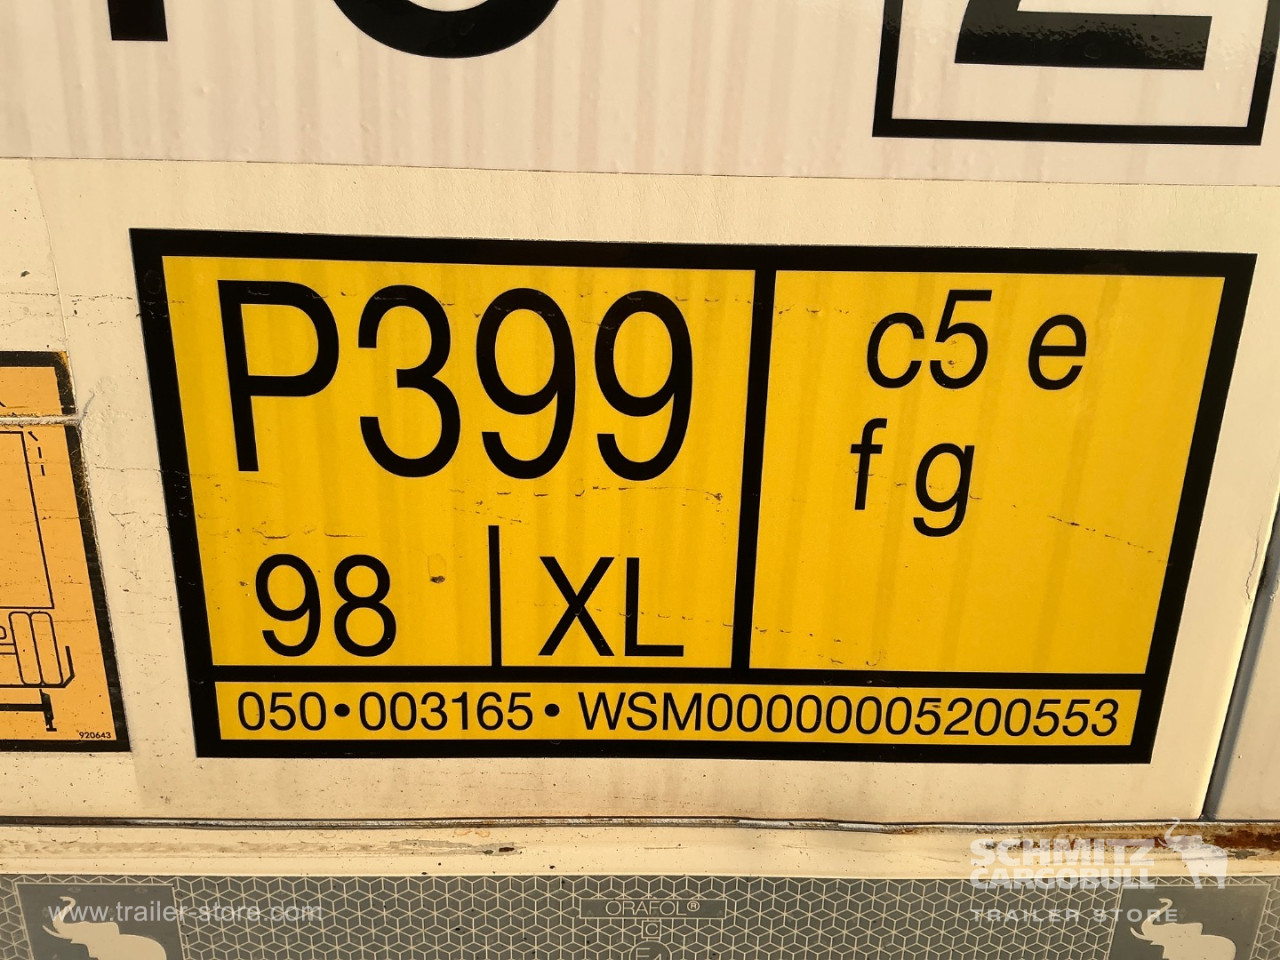 P399
98 XL
c5 e
f g
050•003165• WSM00000005200553
920643
SCHMITZ
CARGOBULL
TRAILER STORE
www.trailer-store.com
ORAFOL®